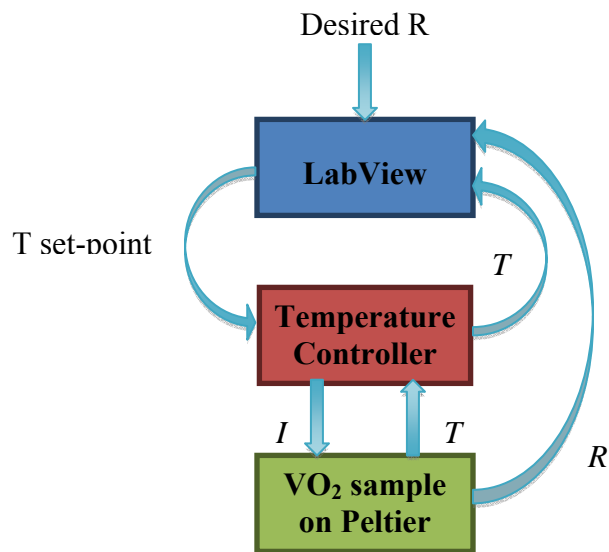 Desired R
LabView
T set-point
T
Temperature
Controller
I
T
R
VO₂ sample
on Peltier